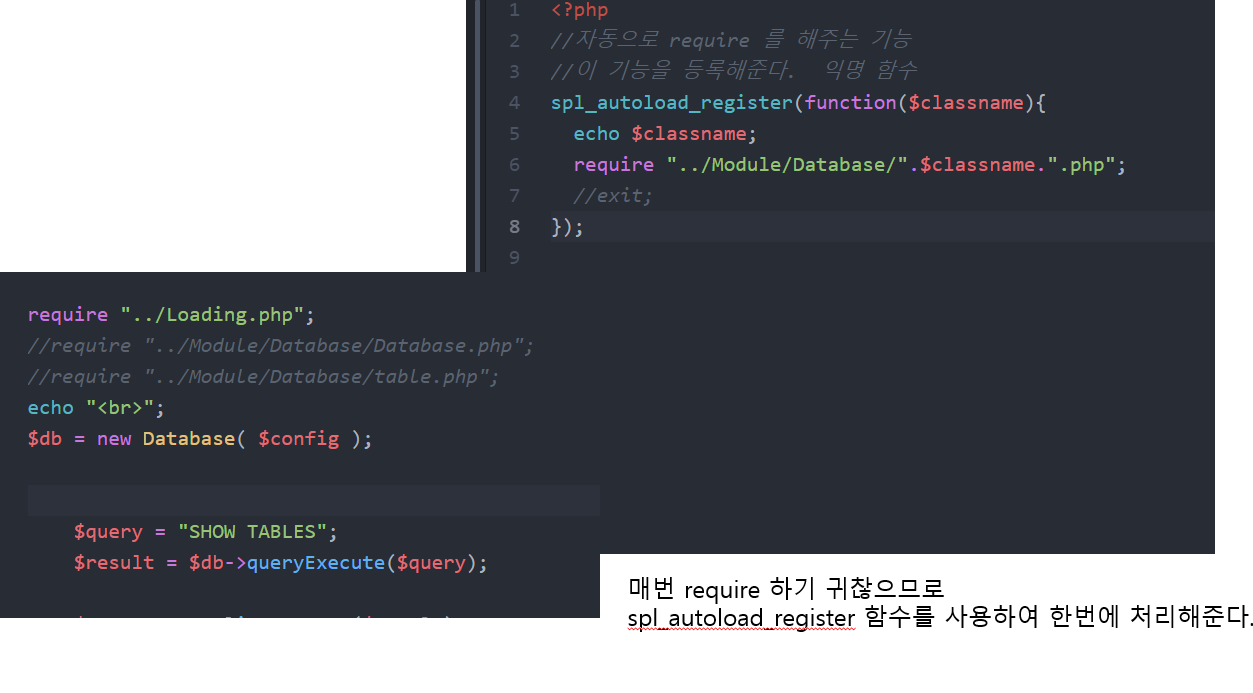 1 <?php
2 //자동으로 require 를 해주는 기능
3 //이 기능을 등록해준다.  익명 함수
4 spl_autoload_register(function($classname){
5   echo $classname;
6   require "../Module/Database/".$classname.".php";
7   //exit;
8 });
9
require "../Loading.php";
//require "../Module/Database/Database.php";
//require "../Module/Database/table.php";
echo "<br>";
$db = new Database( $config );
$query = "SHOW TABLES";
$result = $db->queryExecute($query);
매번 require 하기 귀찮으므로
spl_autoload_register 함수를 사용하여 한번에 처리해준다.